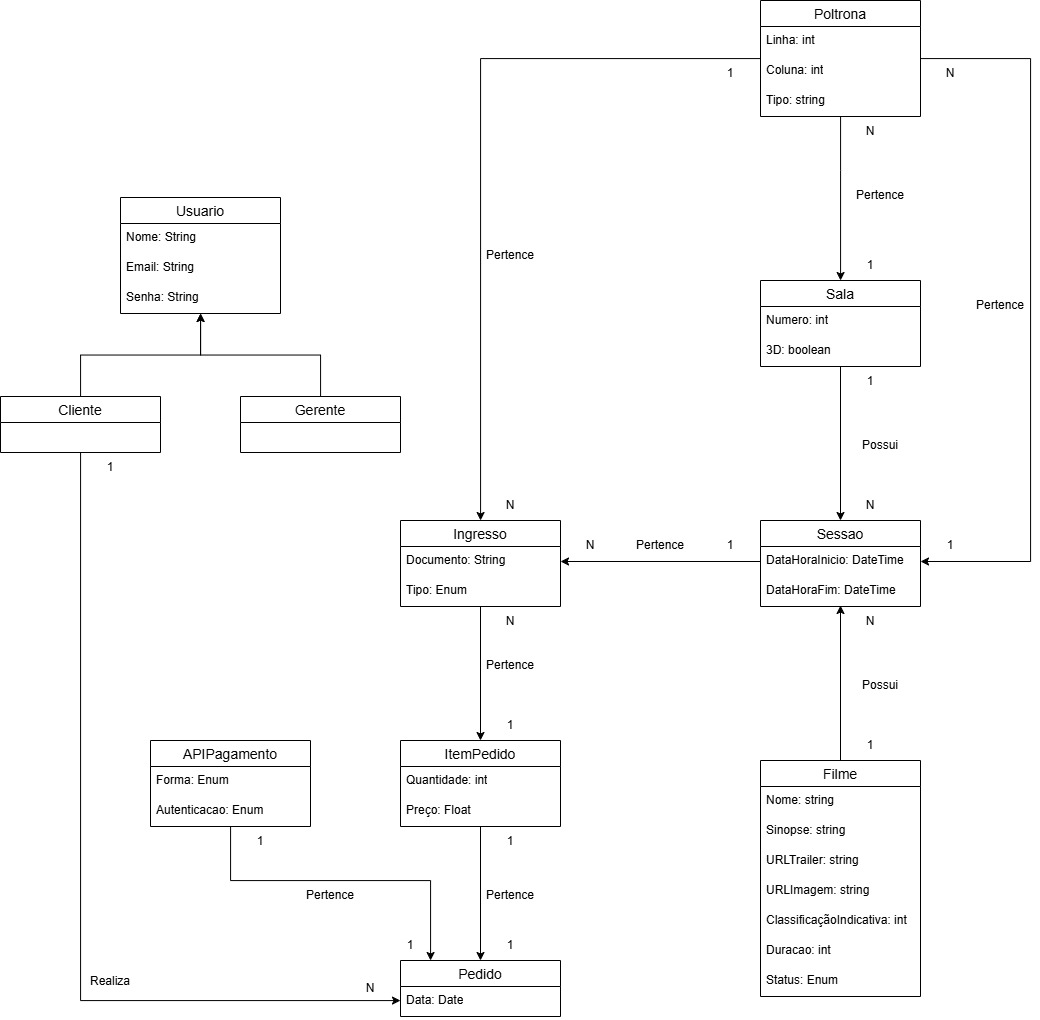 Poltrona
Linha: int
Coluna: int
Tipo: string
1
N
N
Pertence
Pertence
Pertence
1
Usuario
Nome: String
Email: String
Senha: String
Sala
Numero: int
3D: boolean
1
Possui
Cliente
Gerente
1
N
N
Ingresso
Documento: String
Tipo: Enum
N
Pertence
1
Sessao
DataHoraInicio: DateTime
DataHoraFim: DateTime
1
N
N
Pertence
Possui
1
1
APIPagamento
Forma: Enum
Autenticacao: Enum
ItemPedido
Quantidade: int
Preço: Float
Filme
Nome: string
Sinopse: string
URLTrailer: string
URLImagem: string
ClassificaçãoIndicativa: int
Duracao: int
Status: Enum
1
1
Pertence
Pertence
1
1
Realiza
N
Pedido
Data: Date